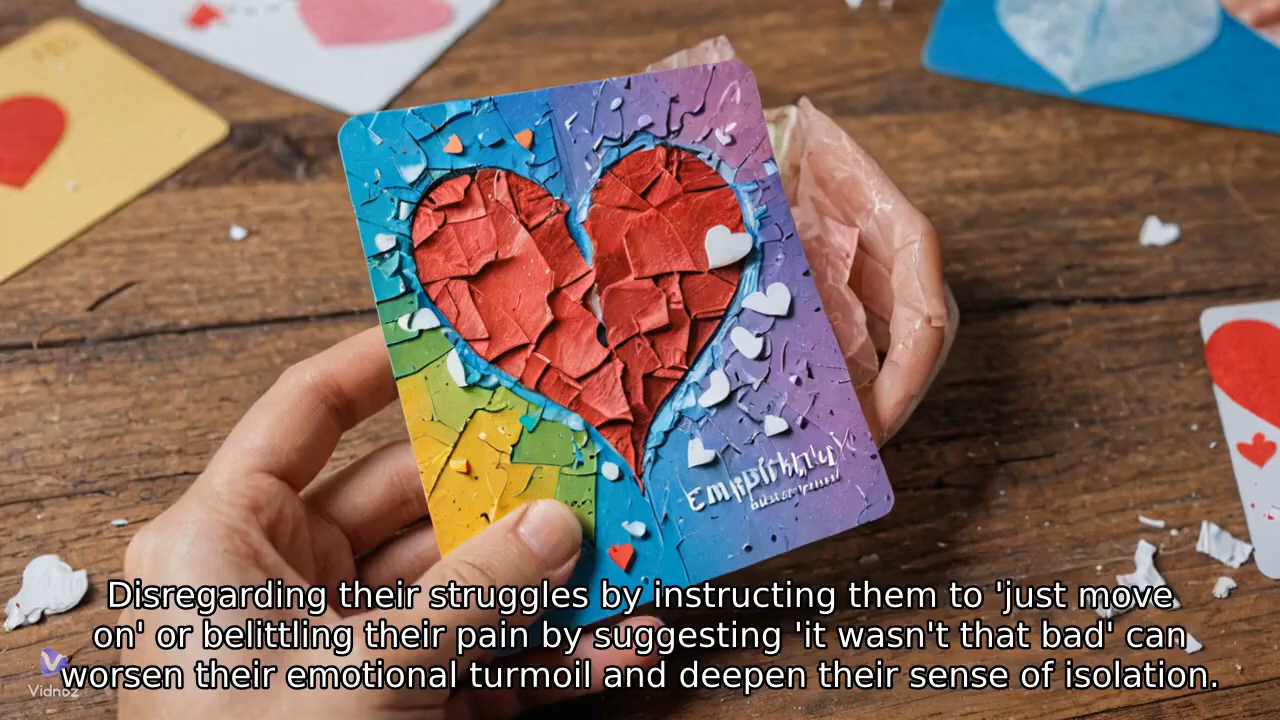 Disregarding their struggles by instructing them to 'just move
on' or belittling their pain by suggesting 'it wasn't that bad' can
worsen their emotional turmoil and deepen their sense of isolation.
Vidnoz